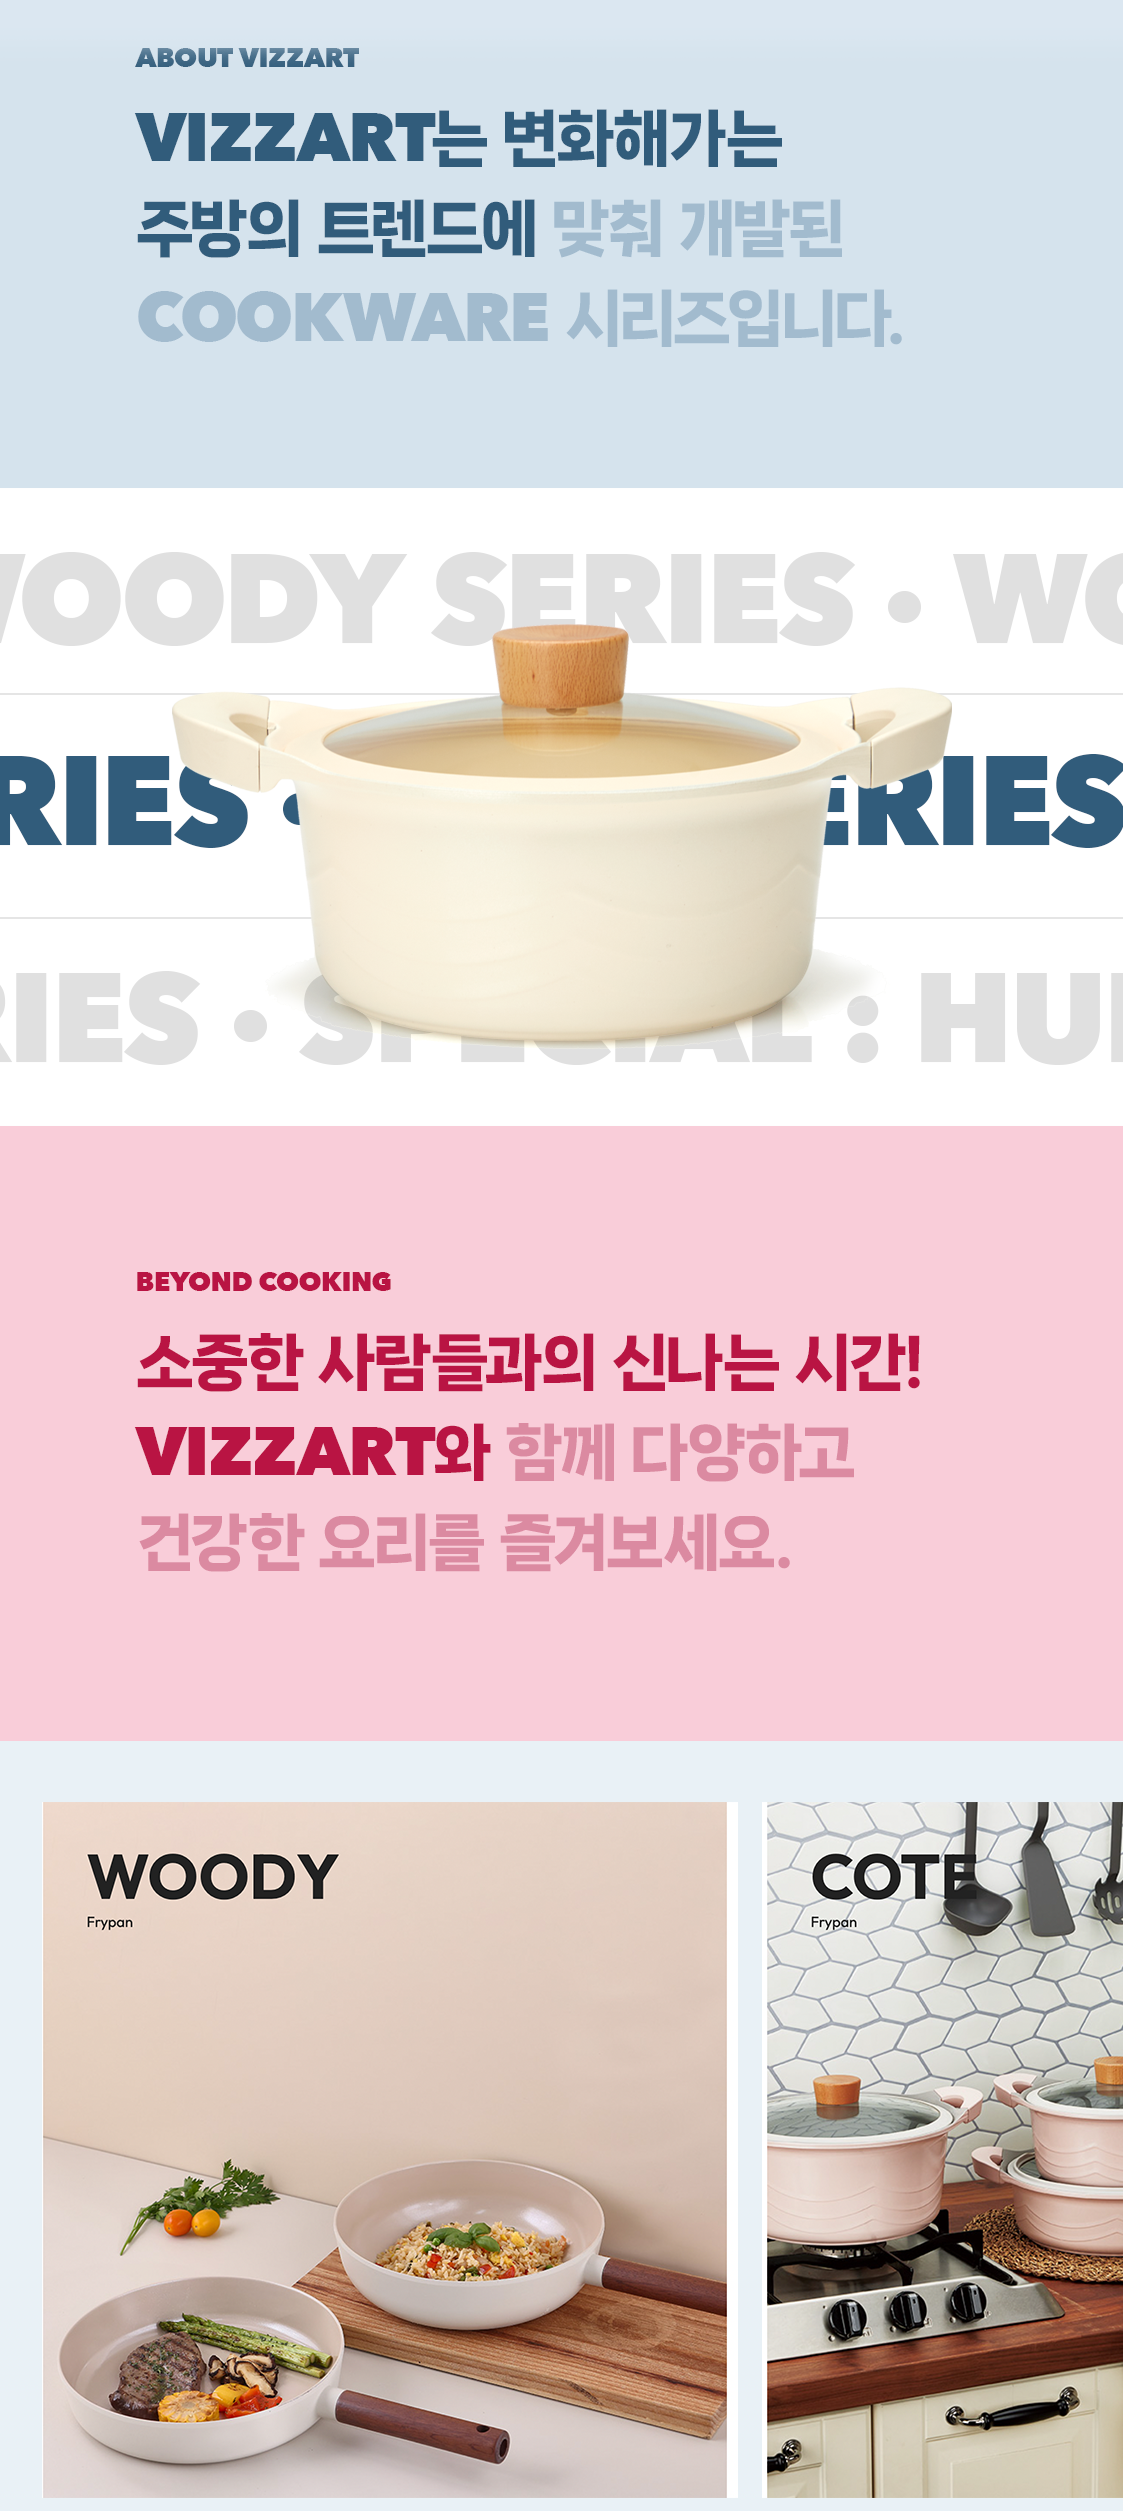 ABOUT VIZZART
VIZZART는 변화해가는
주방의 트렌드에 맞춰 개발된
COOKWARE 시리즈입니다.
WOODY SERIES • WO
RIES • ERIES
RIES • SPECIAL : HU
BEYOND COOKING
소중한 사람들과의 신나는 시간!
VIZZART와 함께 다양하고
건강한 요리를 즐겨보세요.
WOODY
Frypan
COTE
Frypan